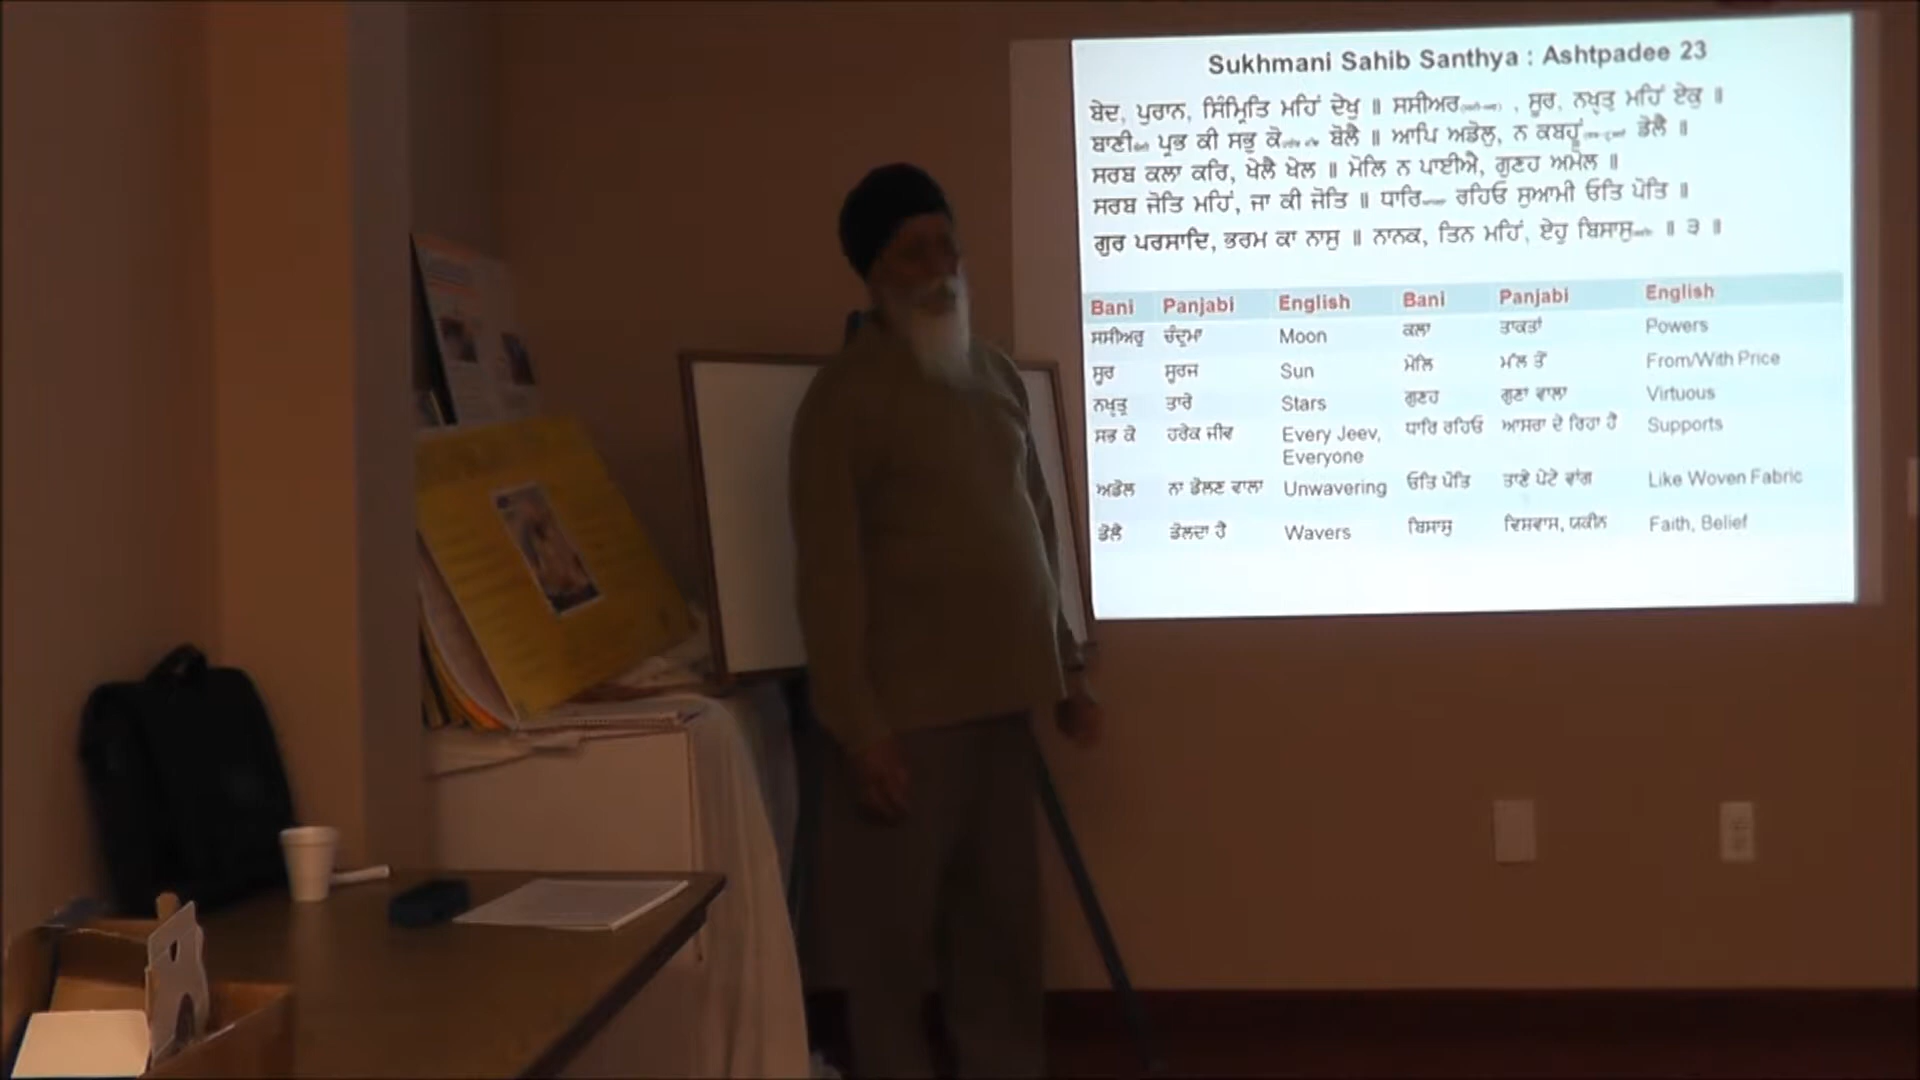 Sukhmani Sahib Santhya : Ashtpadee 23
ਬੇਦ, ਪੁਰਾਨ, ਸਿੰਮ੍ਰਿਤਿ ਮਹਿਂ ਦੇਖੁ ॥ ਸਸੀਅਰ , ਸੂਰ, ਨਖੵਤ੍ਰ ਮਹਿਂ ਏਕੁ ॥
ਬਾਣੀ ਪ੍ਰਭ ਕੀ ਸਭੁ ਕੋ ਬੋਲੈ ॥ ਆਪਿ ਅਡੋਲੁ, ਨ ਕਬਹੂੰ ਡੋਲੈ ॥
ਸਰਬ ਕਲਾ ਕਰਿ, ਖੇਲੈ ਖੇਲ ॥ ਮੋਲਿ ਨ ਪਾਈਐ, ਗੁਣਹ ਅਮੋਲ ॥
ਸਰਬ ਜੋਤਿ ਮਹਿਂ, ਜਾ ਕੀ ਜੋਤਿ ॥ ਧਾਰਿ ਰਹਿਓ ਸੁਆਮੀ ਓਤਿ ਪੋਤਿ ॥
ਗੁਰ ਪਰਸਾਦਿ, ਭਰਮ ਕਾ ਨਾਸੁ ॥ ਨਾਨਕ, ਤਿਨ ਮਹਿਂ, ਏਹੁ ਬਿਸਾਸੁ ॥ ੩ ॥
Bani Panjabi English Bani Panjabi English
ਸਸੀਅਰੁ ਚੰਦ੍ਰਮਾ Moon ਕਲਾ ਤਾਕਤਾਂ Powers
ਸੂਰ ਸੂਰਜ Sun ਮੋਲਿ ਮੱਲ ਤੋਂ From/With Price
ਨਖੵਤ੍ਰ ਤਾਰੇ Stars ਗੁਣਹ ਗੁਣਾਂ ਵਾਲਾ Virtuous
ਸਭ ਕੋ ਹਰੇਕ ਜੀਵ Every Jeev, ਧਾਰਿ ਰਹਿਓ ਆਸਰਾ ਦੇ ਰਿਹਾ ਹੈ Supports
Everyone
ਅਡੋਲ ਨਾ ਡੋਲਣ ਵਾਲਾ Unwavering ਓਤਿ ਪੋਤਿ ਤਾਣੇ ਪੇਟੇ ਵਾਂਗ Like Woven Fabric
ਡੋਲੈ ਡੋਲਦਾ ਹੈ Wavers ਬਿਸਾਸੁ ਵਿਸਵਾਸ, ਯਕੀਨ Faith, Belief